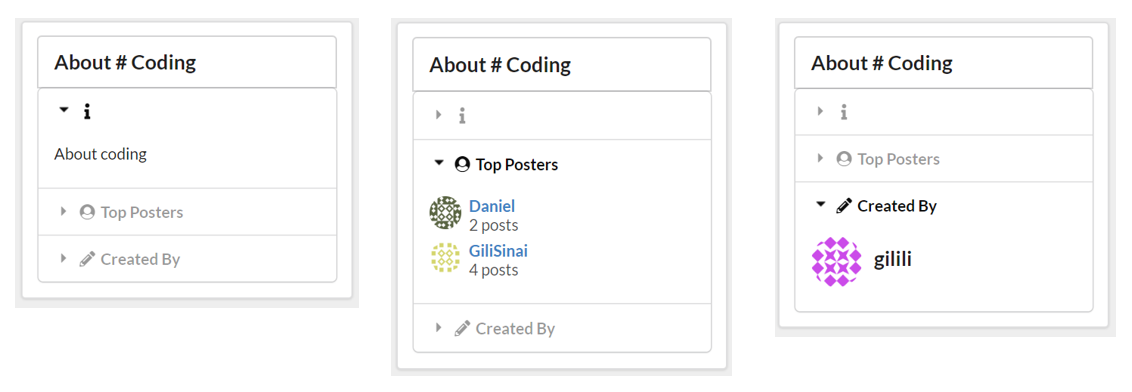 About # Coding
i
About coding
Top Posters
Created By
About # Coding
i
Top Posters
Daniel
2 posts
GiliSinai
4 posts
Created By
About # Coding
i
Top Posters
Created By
gilili